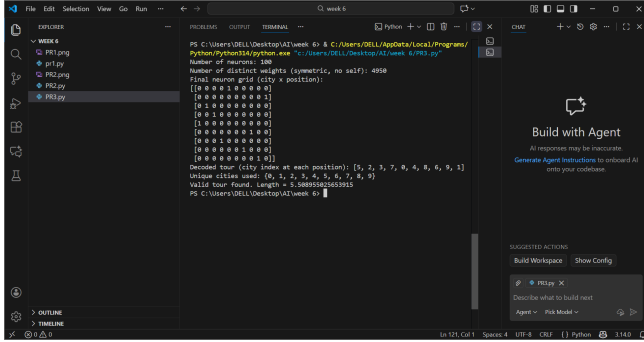 File Edit Selection View Go Run ···
week 6
EXPLORER
WEEK 6
PR1.png
pr1.py
PR2.png
PR2.py
PR3.py
OUTLINE
TIMELINE
PROBLEMS OUTPUT TERMINAL ···
Python
PS C:\Users\DELL\Desktop\AI\week 6> & C:/Users/DELL/AppData/Local/Programs/
Python/Python314/python.exe "c:/Users/DELL/Desktop/AI/week 6/PR3.py"
Number of neurons: 100
Number of distinct weights (symmetric, no self): 4950
Final neuron grid (city x position):
[[0 0 0 0 1 0 0 0 0 0]
[0 0 0 0 0 0 0 0 0 1]
[0 1 0 0 0 0 0 0 0 0]
[0 0 1 0 0 0 0 0 0 0]
[0 0 0 0 0 1 0 0 0 0]
[1 0 0 0 0 0 0 0 0 0]
[0 0 0 0 0 0 0 1 0 0]
[0 0 0 1 0 0 0 0 0 0]
[0 0 0 0 0 0 1 0 0 0]
[0 0 0 0 0 0 0 0 1 0]]
Decoded tour (city index at each position): [5, 2, 3, 7, 0, 4, 8, 6, 9, 1]
Unique cities used: {0, 1, 2, 3, 4, 5, 6, 7, 8, 9}
Valid tour found. Length = 5.508955025653915
PS C:\Users\DELL\Desktop\AI\week 6>
CHAT
Build with Agent
AI responses may be inaccurate.
Generate Agent Instructions to onboard AI
onto your codebase.
SUGGESTED ACTIONS
Build Workspace Show Config
PR3.py
Describe what to build next
Agent Pick Model
0 0
Ln 121, Col 1 Spaces: 4 UTF-8 CRLF {} Python 3.14.0